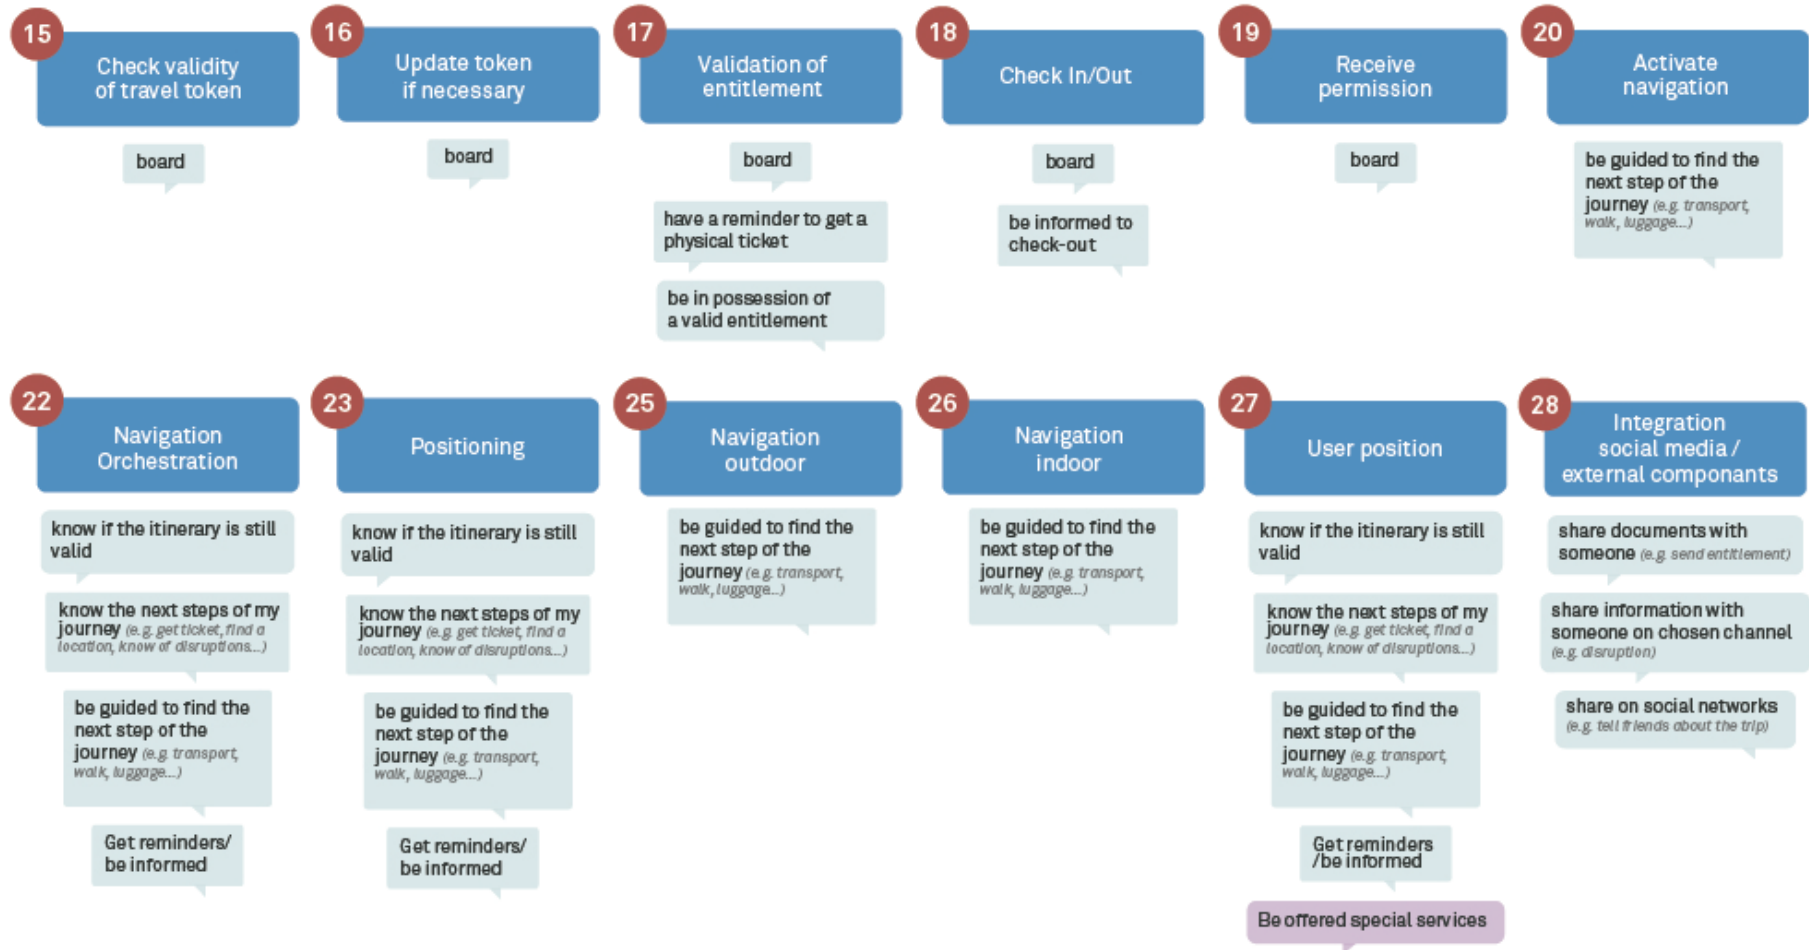 15
Check validity
of travel token
board
16
Update token
if necessary
board
17
Validation of
entitlement
board
have a reminder to get a
physical ticket
be in possession of
a valid entitlement
18
Check In/Out
board
be informed to
check-out
19
Receive
permission
board
20
Activate
navigation
be guided to find the
next step of the
journey (e.g. transport,
walk, luggage...)
22
Navigation
Orchestration
know if the itinerary is still
valid
know the next steps of my
journey (e.g. get ticket, find a
location, know of disruptions...)
be guided to find the
next step of the
journey (e.g. transport,
walk, luggage...)
Get reminders/
be informed
23
Positioning
know if the itinerary is still
valid
know the next steps of my
journey (e.g. get ticket, find a
location, know of disruptions...)
be guided to find the
next step of the
journey (e.g. transport,
walk, luggage...)
Get reminders/
be informed
25
Navigation
outdoor
be guided to find the
next step of the
journey (e.g. transport,
walk, luggage...)
26
Navigation
indoor
be guided to find the
next step of the
journey (e.g. transport,
walk, luggage...)
27
User position
know if the itinerary is still
valid
know the next steps of my
journey (e.g. get ticket, find a
location, know of disruptions...)
be guided to find the
next step of the
journey (e.g. transport,
walk, luggage...)
Get reminders
/be informed
Be offered special services
28
Integration
social media /
external componants
share documents with
someone (e.g. send entitlement)
share information with
someone on chosen channel
(e.g. disruption)
share on social networks
(e.g. tell friends about the trip)